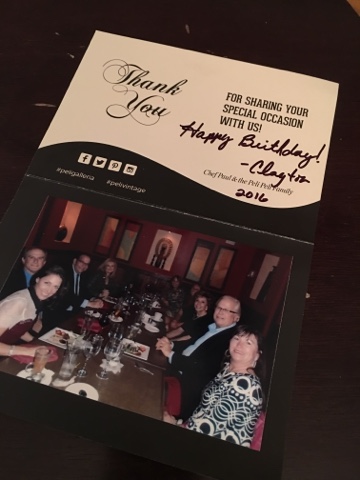 Thank
You
FOR SHARING YOUR
SPECIAL OCCASION
WITH US!
Happy Birthday!
- Clayton
Chef Paul & the Peli Peli Family
2016
#peligalleria #pelivintage